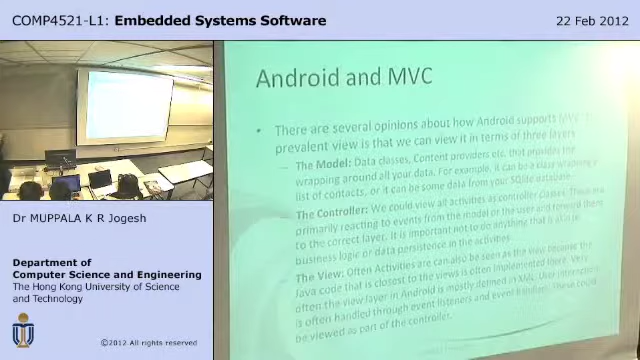 COMP4521-L1: Embedded Systems Software
22 Feb 2012
Android and MVC
• There are several opinions about how Android supports MVC.
prevalent view is that we can view it in terms of three layers
– The Model: Data classes, Content providers etc. that provides the
wrapping around all your data. For example, it can be a class wrapping a
list of contacts, or it can be some data from your SQlite database.
– The Controller: We could view all activities as controller classes. These are
primarily reacting to events from the model or the user and forward them
to the correct layer. It is important not to do anything that is
business logic or data persistence in the activities.
– The View: Often Activities are can also be seen as the view because the
Java code that is closest to the views is often implemented there. Very
often the view layer in Android is mostly defined in XML. User interaction
is often handled through event listeners and event handlers. These could
be viewed as part of the controller.
Dr MUPPALA K R Jogesh
Department of
Computer Science and Engineering
The Hong Kong University of Science
and Technology
©2012 All rights reserved